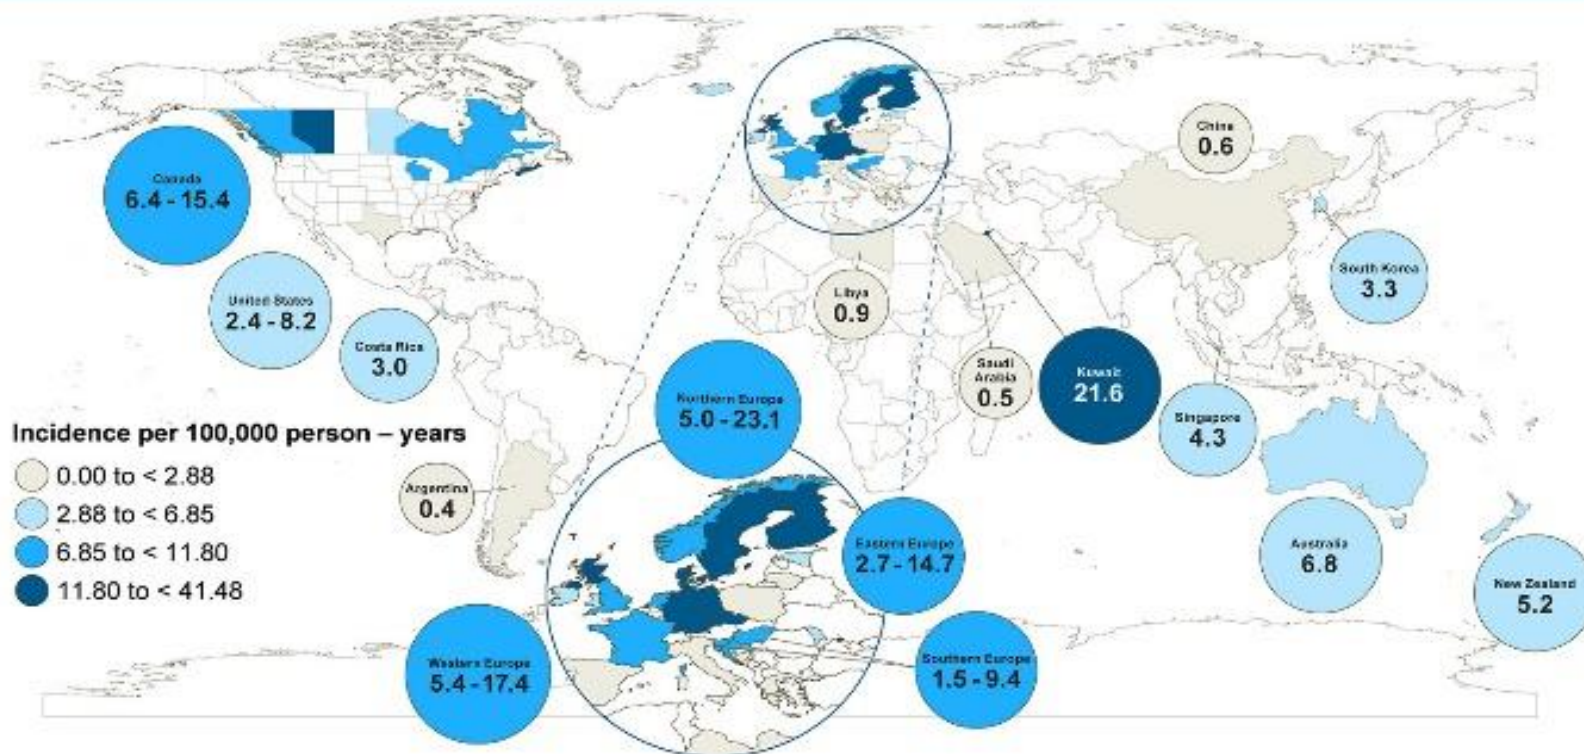 China
0.6
Canada
6.4 - 15.4
United States
2.4 - 8.2
Costa Rica
3.0
Libya
0.9
Saudi
Arabia
0.5
Kuwait
21.6
South Korea
3.3
Singapore
4.3
Northern Europe
5.0 - 23.1
Incidence per 100,000 person – years
0.00 to < 2.88
2.88 to < 6.85
6.85 to < 11.80
11.80 to < 41.48
Argentina
0.4
Eastern Europe
2.7 - 14.7
Australia
6.8
New Zealand
5.2
Western Europe
5.4 - 17.4
Southern Europe
1.5 - 9.4